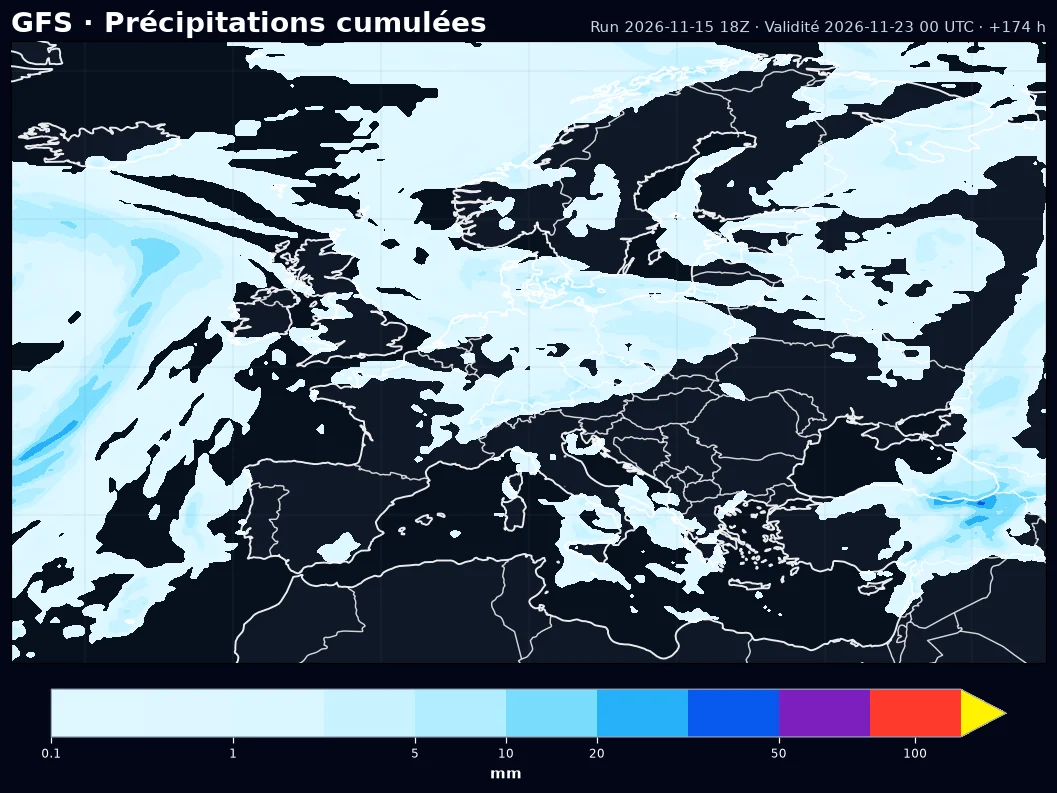 GFS · Précipitations cumulées
Run 2026-11-15 18Z · Validité 2026-11-23 00 UTC · +174 h
0.1 1 5 10 20 50 100
mm